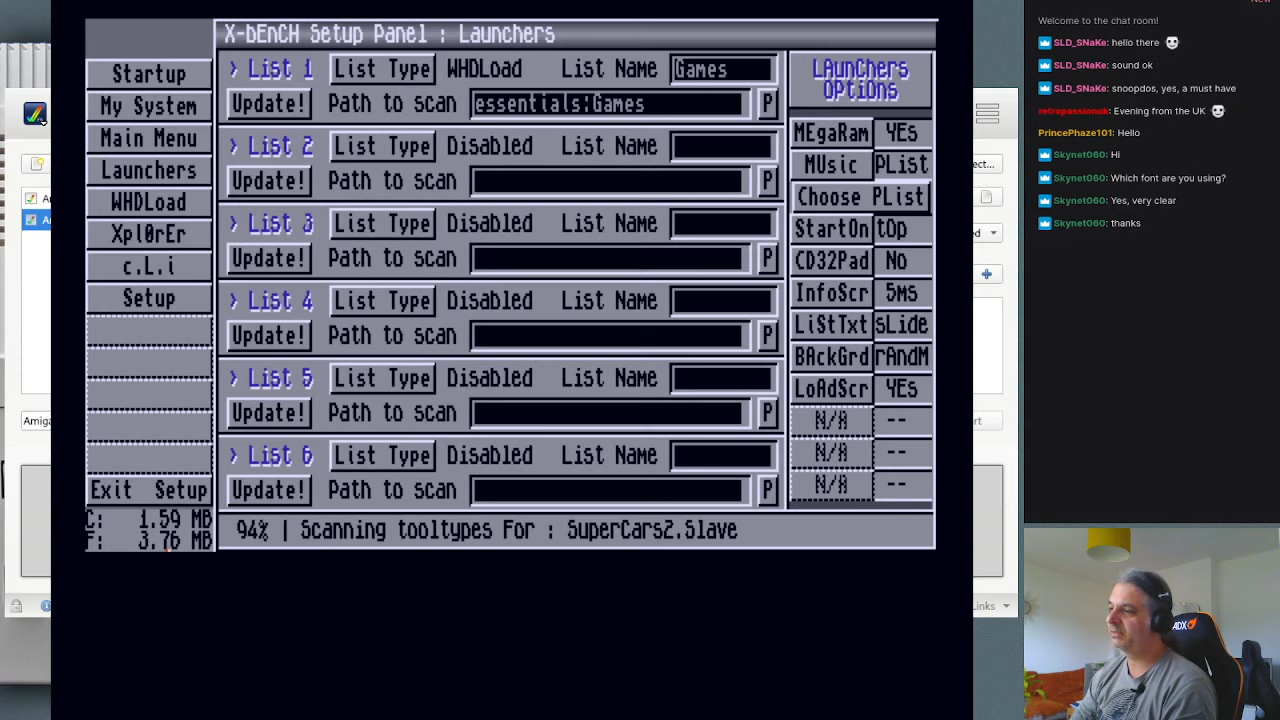 X-bEnCH Setup Panel : Launchers
Startup
My System
Main Menu
Launchers
WHDLoad
Xpl0rEr
c.L.i
Setup
Exit Setup
C: 1.59 MB
F: 3.76 MB
› List 1 List Type WHDLoad List Name Games
Update! Path to scan essentials:Games P
› List 2 List Type Disabled List Name
Update! Path to scan P
› List 3 List Type Disabled List Name
Update! Path to scan P
› List 4 List Type Disabled List Name
Update! Path to scan P
› List 5 List Type Disabled List Name
Update! Path to scan P
› List 6 List Type Disabled List Name
Update! Path to scan P
94% | Scanning tooltypes For : SuperCars2.Slave
LAunChers
OPtiOns
MEgaRam YEs
MUsic PList
Choose PList
StartOn tOp
CD32Pad No
InfoScr 5ms
LiStTxt sLide
BAckGrd rAndM
LoAdScr YEs
N/A --
N/A --
N/A --
Welcome to the chat room!
SLD_SNaKe: hello there
SLD_SNaKe: sound ok
SLD_SNaKe: snoopdos, yes, a must have
retropassionuk: Evening from the UK
PrincePhaze101: Hello
Skynet060: Hi
Skynet060: Which font are you using?
Skynet060: Yes, very clear
Skynet060: thanks
ADX
Links